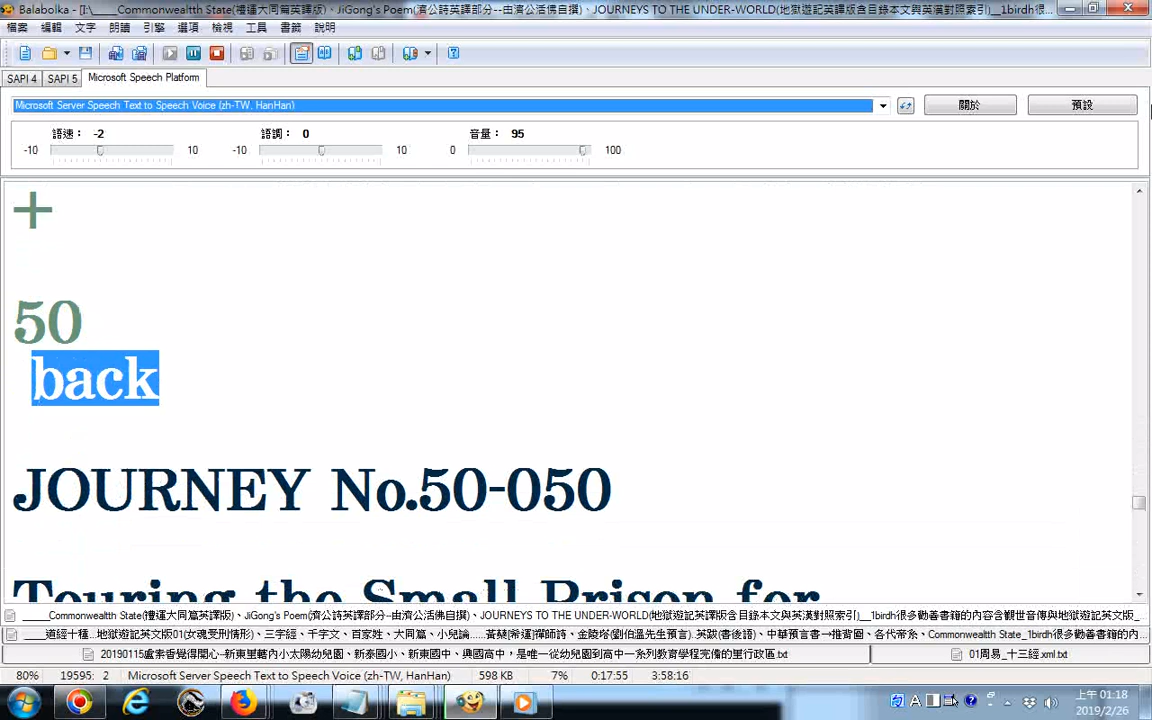 Balabolka - [I:\_____Commonwealtth State(禮運大同篇英譯版)、JiGong's Poem(濟公詩英譯部分--由濟公活佛自撰)、JOURNEYS TO THE UNDER-WORLD(地獄遊記英譯版含目錄本文與英漢對照索引)__1birdh很...
檔案 編輯 文字 朗讀 引擎 選項 檢視 工具 書籤 說明
SAPI 4 SAPI 5 Microsoft Speech Platform
Microsoft Server Speech Text to Speech Voice (zh-TW, HanHan) 關於 預設
語速： -2 語調： 0 音量： 95
-10 10 -10 10 0 100
+
50
back
JOURNEY No.50-050
Touring the Small Prison for
_____Commonwealtth State(禮運大同篇英譯版)、JiGong's Poem(濟公詩英譯部分--由濟公活佛自撰)、JOURNEYS TO THE UNDER-WORLD(地獄遊記英譯版含目錄本文與英漢對照索引)__1birdh很多勸善書籍的內容含觀世音傳與地獄遊記英文版_
道經十種...地獄遊記英文版01(女魂受刑情形)、三字經、千字文、百家姓、大同篇、小兒論......黃蘗[希運]禪師詩、金陵塔(劉伯溫先生預言).英歎(書後語)、中華預言書一推背圖、各代帝系、Commonwealth State_1birdh很多勸善書籍的內...
20190115盧素香覺得開心--新東里轄內小太陽幼兒園、新泰國小、新東國中、興國高中，是唯一從幼兒園到高中一系列教育學程完備的里行政區.txt 01周易_十三經.xml.txt
80% 19595: 2 Microsoft Server Speech Text to Speech Voice (zh-TW, HanHan) 598 KB 7% 0:17:55 3:58:16
上午 01:18
2019/2/26